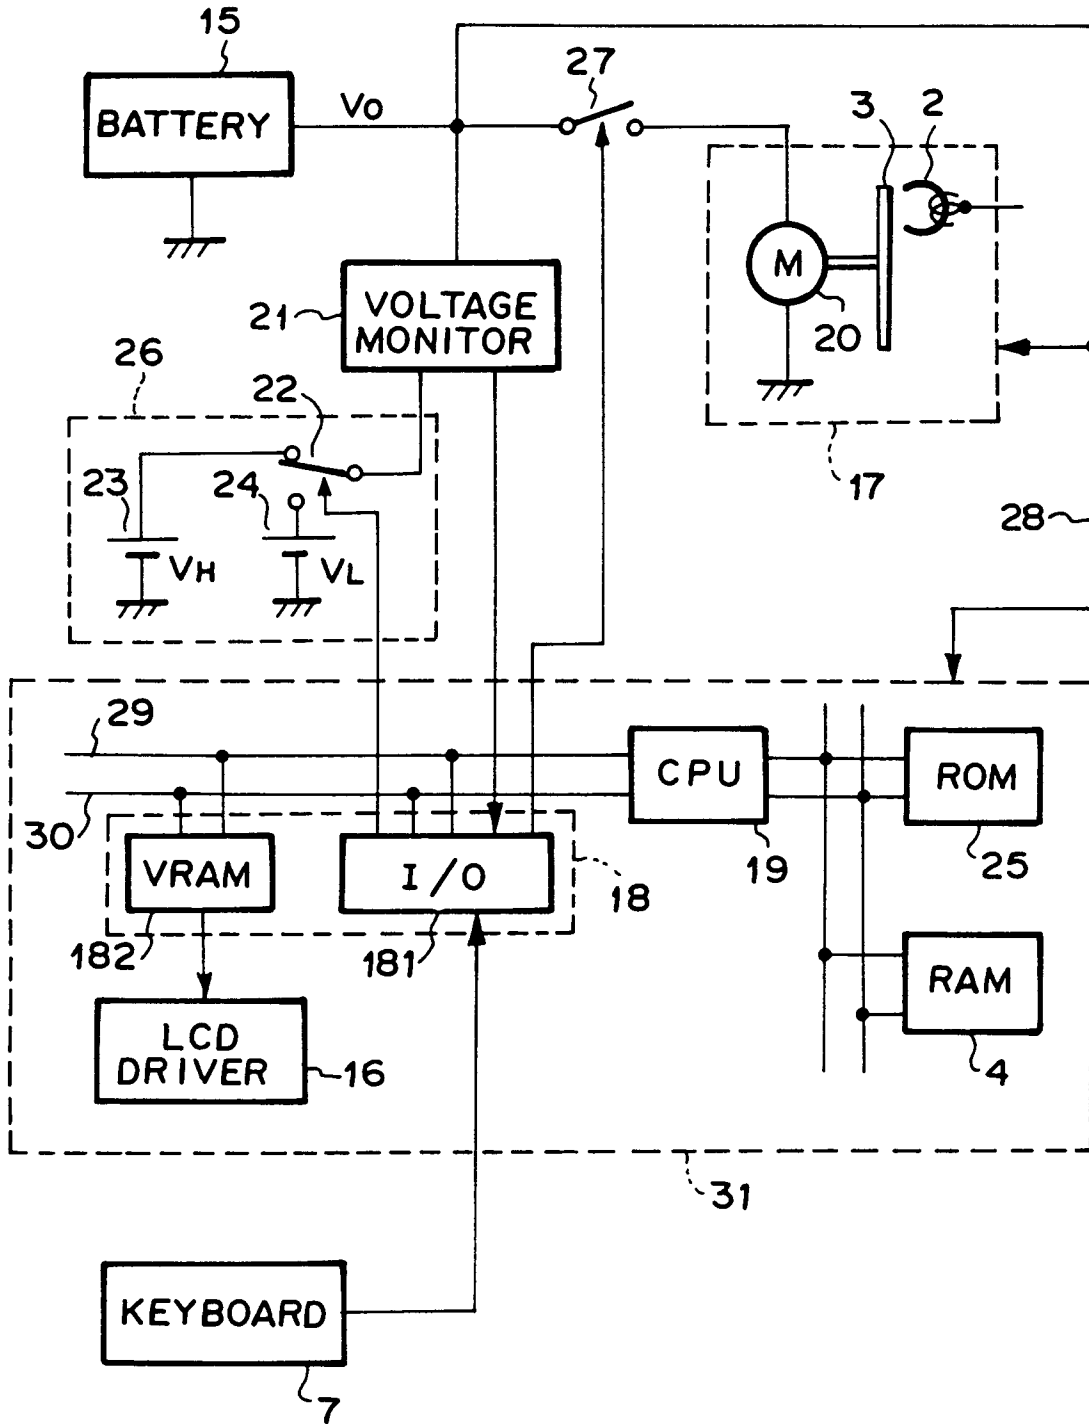 15
BATTERY
VO
27
3
2
M
20
17
21
VOLTAGE
MONITOR
26
22
23
24
VH
VL
28
29
30
CPU
19
ROM
25
VRAM
182
I/O
181
18
RAM
4
LCD
DRIVER
16
31
KEYBOARD
7